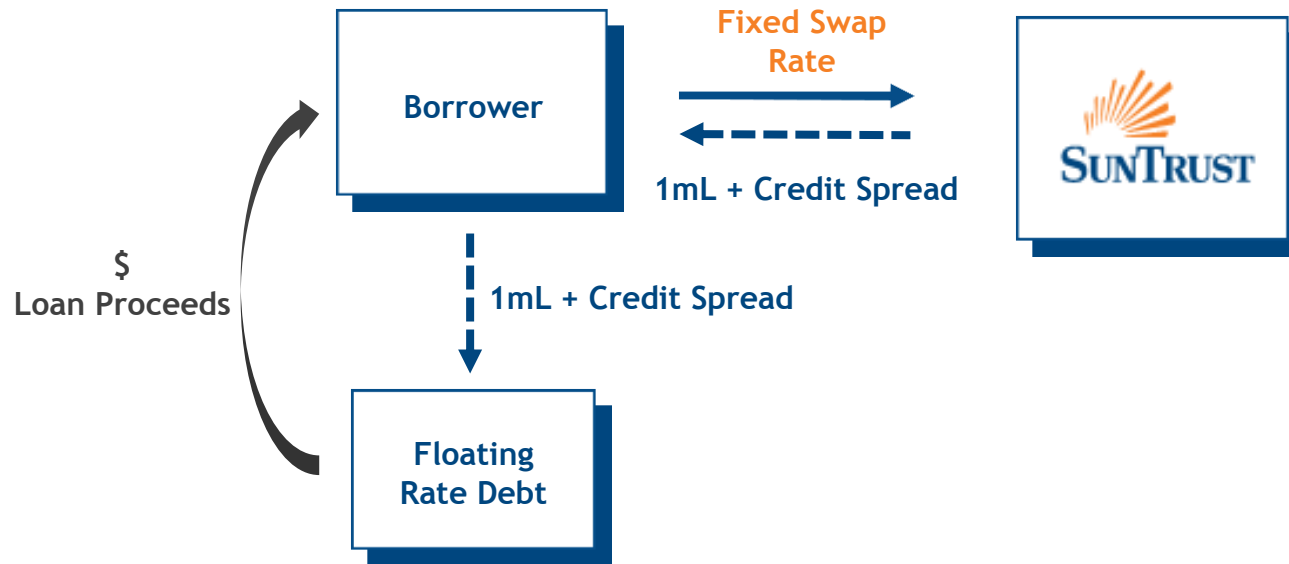 Fixed Swap
Rate
Borrower
SUNTRUST
1mL + Credit Spread
$
Loan Proceeds
1mL + Credit Spread
Floating
Rate Debt